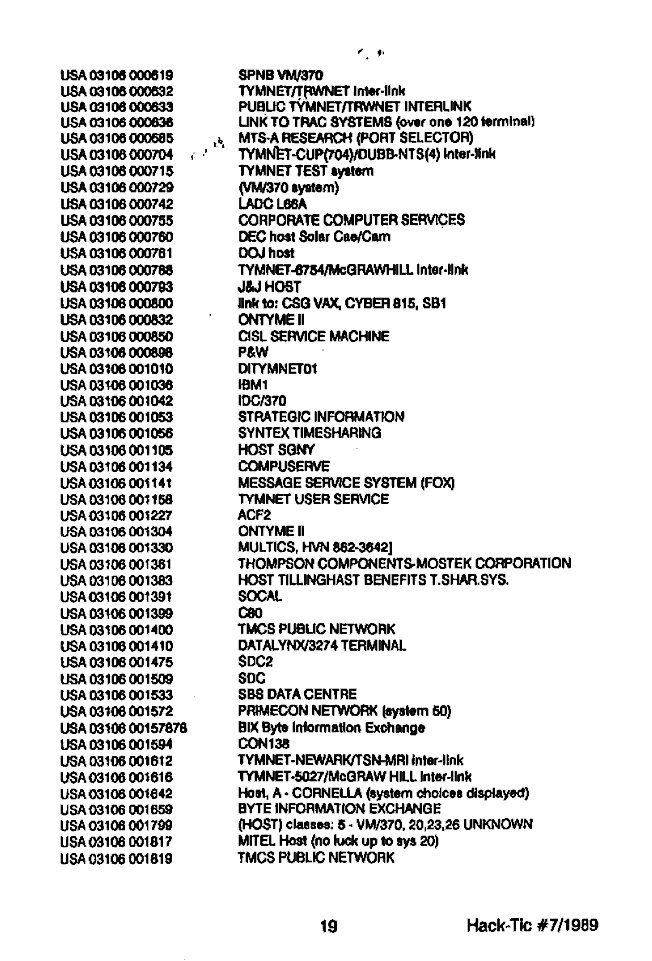 USA 03106 000619 SPNB VM/370
USA 03106 000632 TYMNET/TRWNET Inter-link
USA 03106 000633 PUBLIC TYMNET/TRWNET INTERLINK
USA 03106 000636 LINK TO TRAC SYSTEMS (over one 120 terminal)
USA 03106 000685 MTS-A RESEARCH (PORT SELECTOR)
USA 03106 000704 TYMNET-CUP(704)/DUBB-NTS(4) Inter-link
USA 03106 000715 TYMNET TEST system
USA 03106 000729 (VM/370 system)
USA 03106 000742 LADC L66A
USA 03106 000755 CORPORATE COMPUTER SERVICES
USA 03106 000760 DEC host Solar Cae/Cam
USA 03106 000761 DOJ host
USA 03106 000788 TYMNET-6754/McGRAWHILL Inter-link
USA 03106 000793 J&J HOST
USA 03106 000800 link to: CSG VAX, CYBER 815, SB1
USA 03106 000832 ONTYME II
USA 03106 000850 CISL SERVICE MACHINE
USA 03106 000898 P&W
USA 03106 001010 DITYMNET01
USA 03106 001036 IBM1
USA 03106 001042 IDC/370
USA 03106 001053 STRATEGIC INFORMATION
USA 03106 001056 SYNTEX TIMESHARING
USA 03106 001105 HOST SGNY
USA 03106 001134 COMPUSERVE
USA 03106 001141 MESSAGE SERVICE SYSTEM (FOX)
USA 03106 001158 TYMNET USER SERVICE
USA 03106 001227 ACF2
USA 03106 001304 ONTYME II
USA 03106 001330 MULTICS, HVN 862-3642]
USA 03106 001361 THOMPSON COMPONENTS-MOSTEK CORPORATION
USA 03106 001383 HOST TILLINGHAST BENEFITS T.SHAR.SYS.
USA 03106 001391 SOCAL
USA 03106 001399 C80
USA 03106 001400 TMCS PUBLIC NETWORK
USA 03106 001410 DATALYNX/3274 TERMINAL
USA 03106 001475 SDC2
USA 03106 001509 SDC
USA 03106 001533 SBS DATA CENTRE
USA 03106 001572 PRIMECON NETWORK (system 50)
USA 03106 00157878 BIX Byte Information Exchange
USA 03106 001594 CON138
USA 03106 001612 TYMNET-NEWARK/TSN-MRI inter-link
USA 03106 001616 TYMNET-5027/McGRAW HILL Inter-link
USA 03106 001642 Host, A - CORNELLA (system choices displayed)
USA 03106 001659 BYTE INFORMATION EXCHANGE
USA 03106 001799 (HOST) classes: 5 - VM/370, 20,23,26 UNKNOWN
USA 03106 001817 MITEL Host (no luck up to sys 20)
USA 03106 001819 TMCS PUBLIC NETWORK
19 Hack-Tic #7/1989